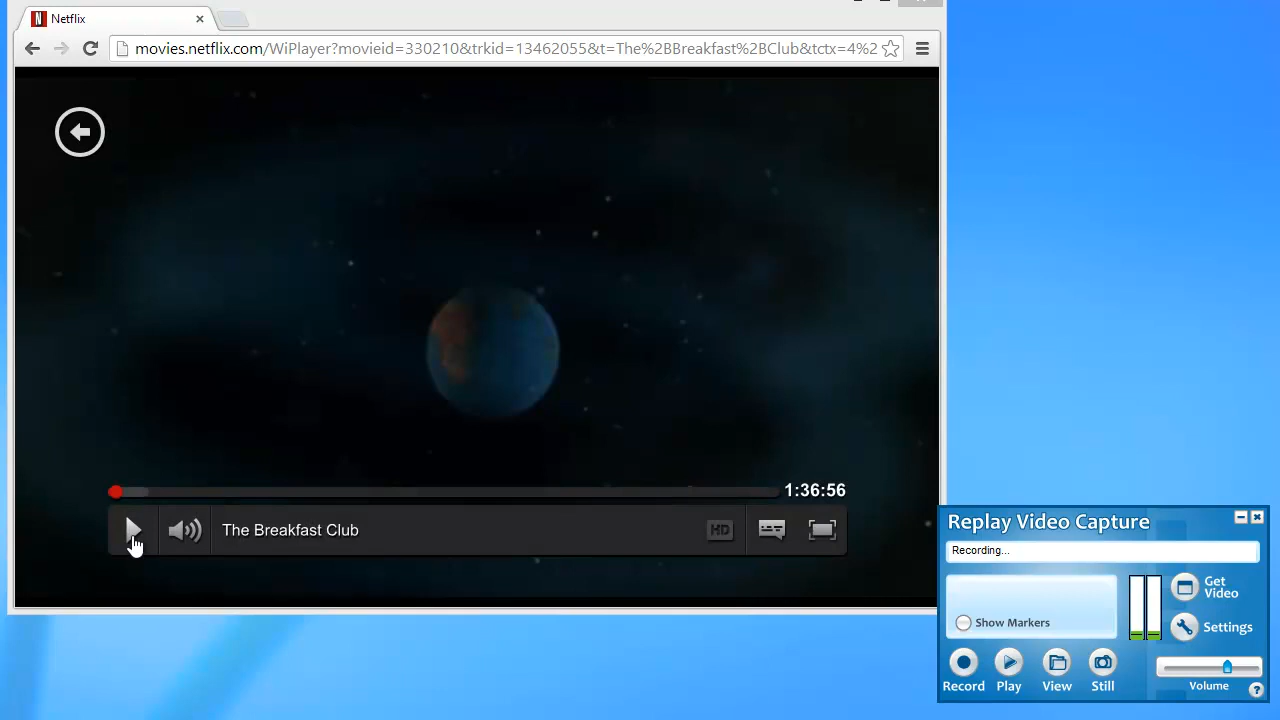 Netflix
movies.netflix.com/WiPlayer?movieid=330210&trkid=13462055&t=The%2BBreakfast%2BClub&tctx=4%2
1:36:56
The Breakfast Club
HD
Replay Video Capture
Recording...
Get
Video
Show Markers
Settings
Record
Play
View
Still
Volume
?